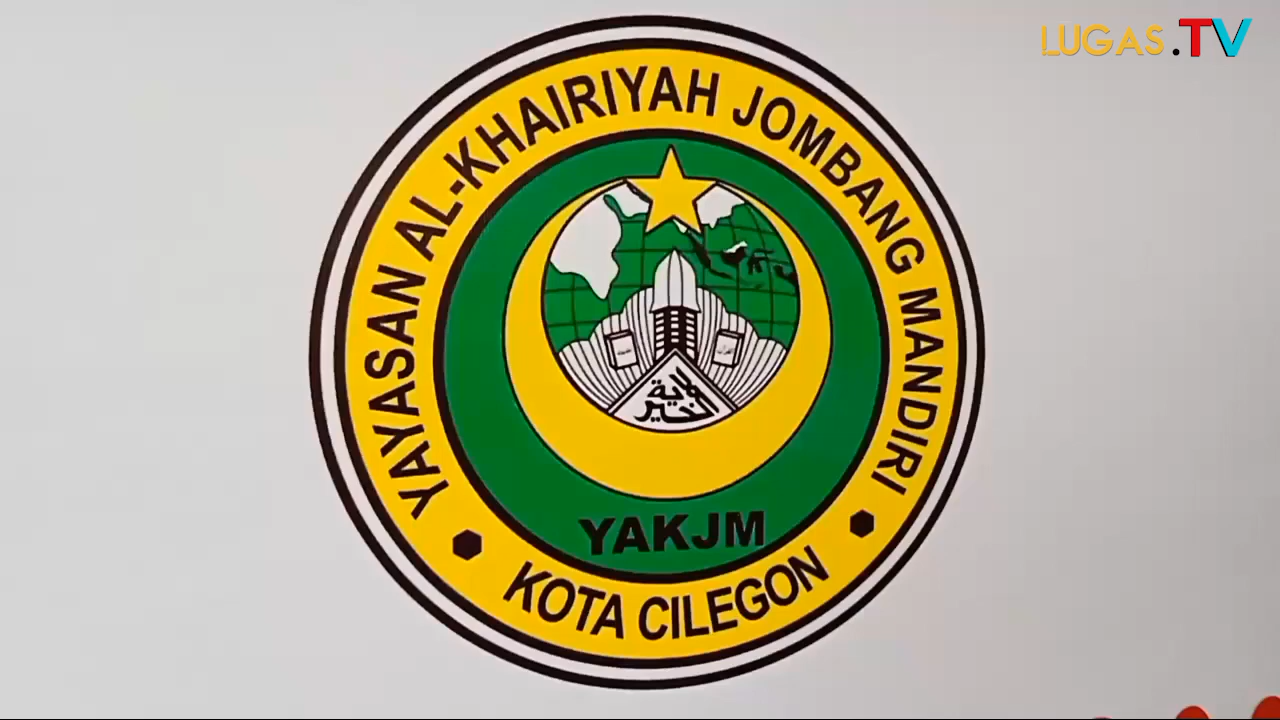 LUGAS.TV
YAYASAN AL-KHAIRIYAH JOMBANG MANDIRI
YAKJM
KOTA CILEGON